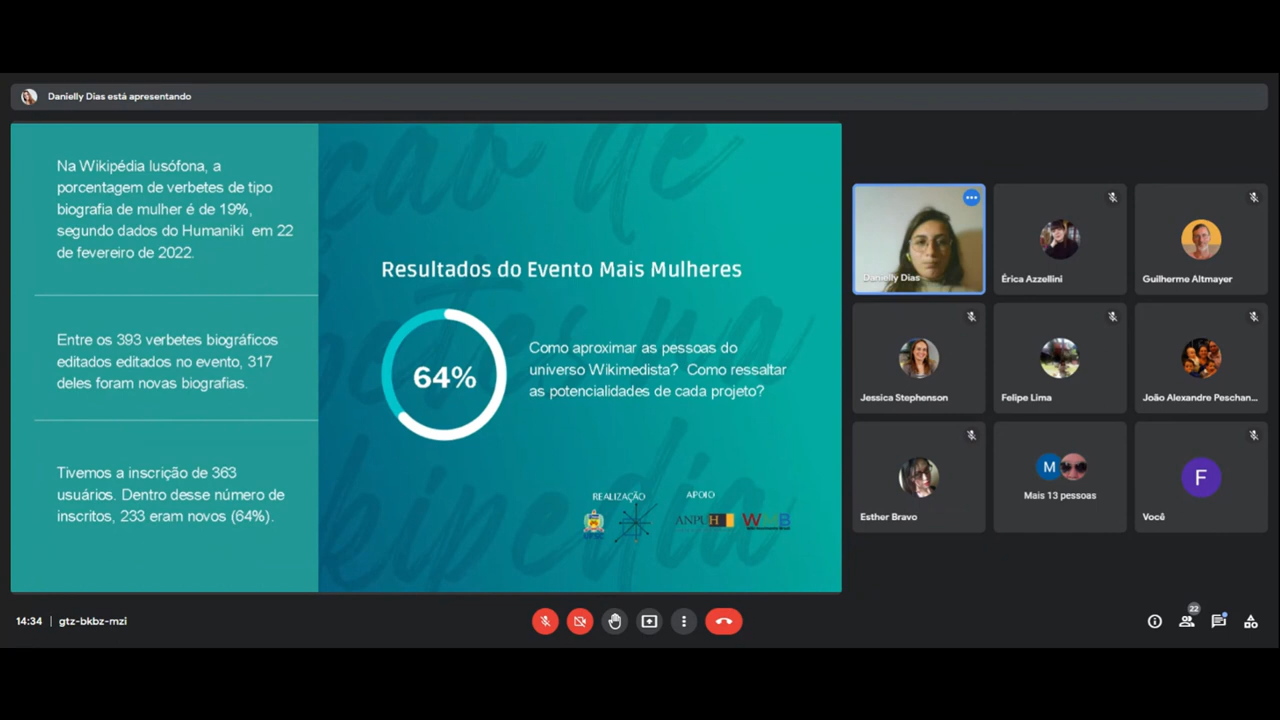 Danielly Dias está apresentando
Na Wikipédia lusófona, a
porcentagem de verbetes de tipo
biografia de mulher é de 19%,
segundo dados do Humaniki em 22
de fevereiro de 2022.
Entre os 393 verbetes biográficos
editados editados no evento, 317
deles foram novas biografias.
Tivemos a inscrição de 363
usuários. Dentro desse número de
inscritos, 233 eram novos (64%).
Resultados do Evento Mais Mulheres
64%
Como aproximar as pessoas do
universo Wikimedista? Como ressaltar
as potencialidades de cada projeto?
REALIZAÇÃO
APOIO
ANPUH
WMB
Danielly Dias
Érica Azzellini
Guilherme Altmayer
Jessica Stephenson
Felipe Lima
João Alexandre Peschan...
Esther Bravo
M
Mais 13 pessoas
F
Você
14:34 | gtz-bkbz-mzi
22